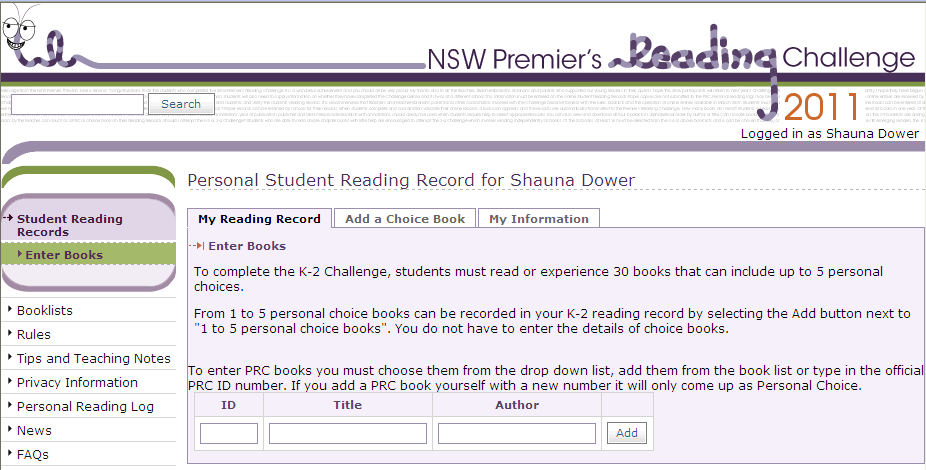 NSW Premier's Reading Challenge
2011
Search
Logged in as Shauna Dower
Student Reading
Records
Enter Books
Booklists
Rules
Tips and Teaching Notes
Privacy Information
Personal Reading Log
News
FAQs
Personal Student Reading Record for Shauna Dower
My Reading Record Add a Choice Book My Information
Enter Books
To complete the K-2 Challenge, students must read or experience 30 books that can include up to 5 personal
choices.
From 1 to 5 personal choice books can be recorded in your K-2 reading record by selecting the Add button next to
"1 to 5 personal choice books". You do not have to enter the details of choice books.
To enter PRC books you must choose them from the drop down list, add them from the book list or type in the official
PRC ID number. If you add a PRC book yourself with a new number it will only come up as Personal Choice.
ID Title Author
Add